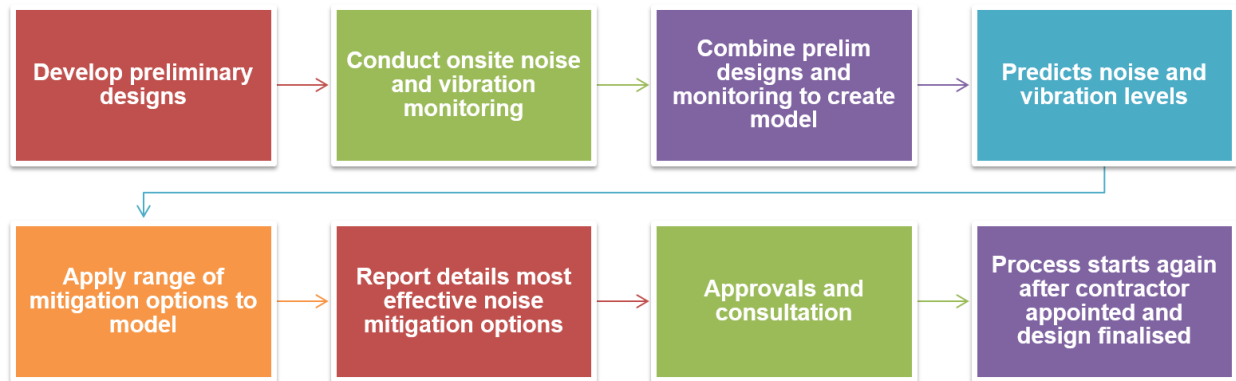 Develop preliminary
designs
Conduct onsite noise
and vibration
monitoring
Combine prelim
designs and
monitoring to create
model
Predicts noise and
vibration levels
Apply range of
mitigation options to
model
Report details most
effective noise
mitigation options
Approvals and
consultation
Process starts again
after contractor
appointed and
design finalised